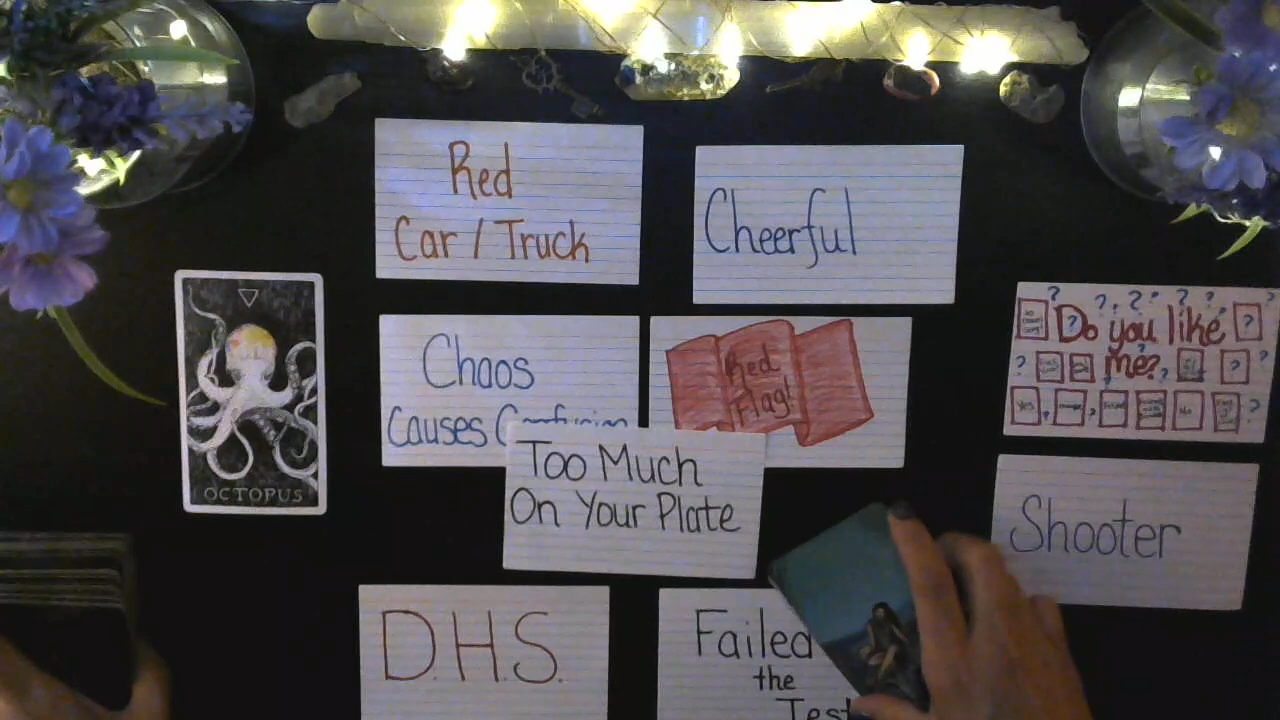 Red
Car / Truck
Cheerful
Do you like
me?
Chaos
Causes
Red
Flag!
Too Much
On Your Plate
OCTOPUS
Shooter
D.H.S.
Failed
the
Test